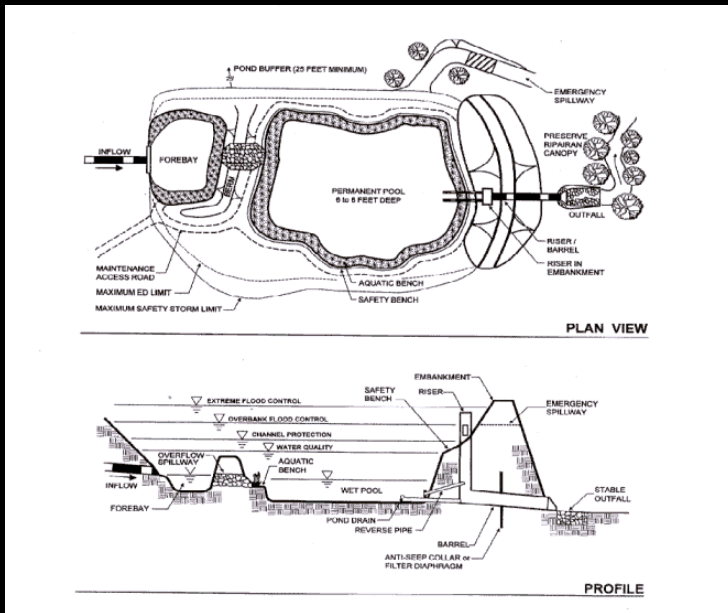 POND BUFFER (25 FEET MINIMUM)
EMERGENCY
SPILLWAY
INFLOW
FOREBAY
BERM
PRESERVE
RIPAIRAN
CANOPY
PERMANENT POOL
6 to 8 FEET DEEP
OUTFALL
RISER /
BARREL
RISER IN
EMBANKMENT
MAINTENANCE
ACCESS ROAD
AQUATIC BENCH
MAXIMUM ED LIMIT
SAFETY BENCH
MAXIMUM SAFETY STORM LIMIT
PLAN VIEW
EMBANKMENT
SAFETY
BENCH
RISER
EXTREME FLOOD CONTROL
EMERGENCY
SPILLWAY
OVERBANK FLOOD CONTROL
CHANNEL PROTECTION
WATER QUALITY
OVERFLOW
SPILLWAY
AQUATIC
BENCH
INFLOW
WET POOL
STABLE
OUTFALL
FOREBAY
POND DRAIN
REVERSE PIPE
BARREL
ANTI-SEEP COLLAR or
FILTER DIAPHRAGM
PROFILE